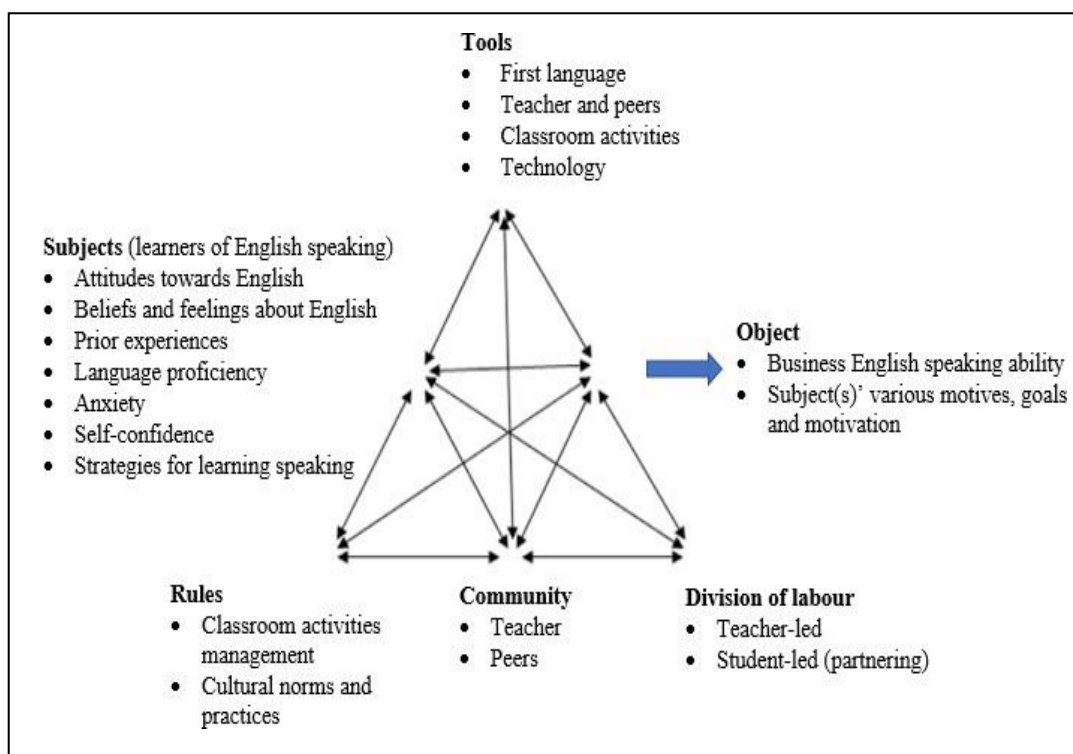 Tools
• First language
• Teacher and peers
• Classroom activities
• Technology
Subjects (learners of English speaking)
• Attitudes towards English
• Beliefs and feelings about English
• Prior experiences
• Language proficiency
• Anxiety
• Self-confidence
• Strategies for learning speaking
Object
• Business English speaking ability
• Subject(s)’ various motives, goals
and motivation
Rules
• Classroom activities
management
• Cultural norms and
practices
Community
• Teacher
• Peers
Division of labour
• Teacher-led
• Student-led (partnering)